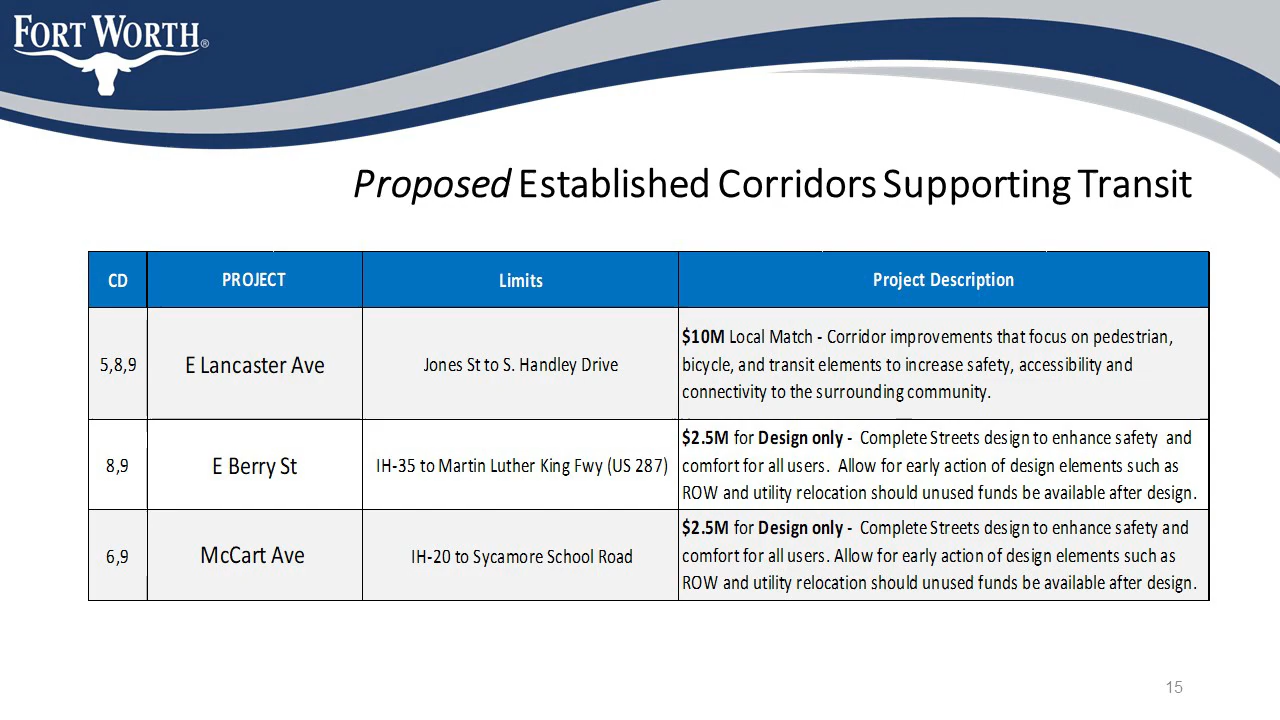 FORT WORTH®
Proposed Established Corridors Supporting Transit
CD PROJECT Limits Project Description
5,8,9 E Lancaster Ave Jones St to S. Handley Drive $10M Local Match - Corridor improvements that focus on pedestrian,
bicycle, and transit elements to increase safety, accessibility and
connectivity to the surrounding community.
8,9 E Berry St IH-35 to Martin Luther King Fwy (US 287) $2.5M for Design only - Complete Streets design to enhance safety and
comfort for all users. Allow for early action of design elements such as
ROW and utility relocation should unused funds be available after design.
6,9 McCart Ave IH-20 to Sycamore School Road $2.5M for Design only - Complete Streets design to enhance safety and
comfort for all users. Allow for early action of design elements such as
ROW and utility relocation should unused funds be available after design.
15